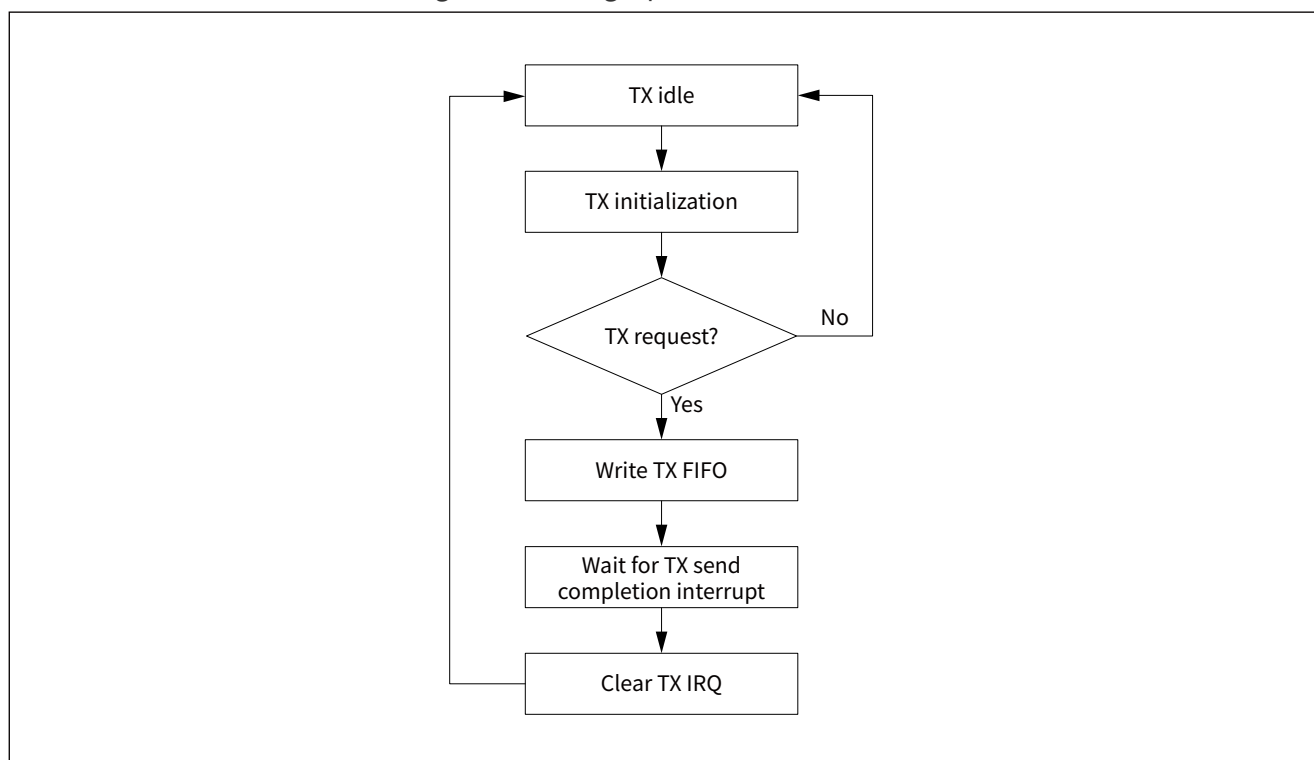 TX idle
TX initialization
TX request?
No
Yes
Write TX FIFO
Wait for TX send
completion interrupt
Clear TX IRQ